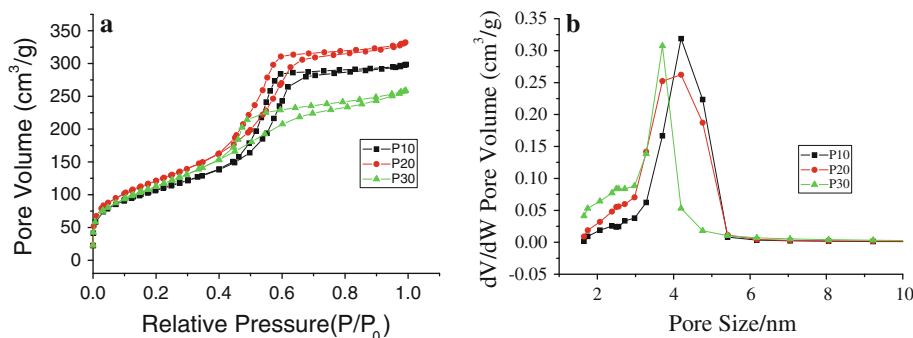 a
Pore Volume (cm³/g)
350
300
250
200
150
100
50
0
0.0 0.2 0.4 0.6 0.8 1.0
Relative Pressure(P/P₀)
P10
P20
P30
b
dV/dW Pore Volume (cm³/g)
0.35
0.30
0.25
0.20
0.15
0.10
0.05
0.00
-0.05
2 4 6 8 10
Pore Size/nm
P10
P20
P30